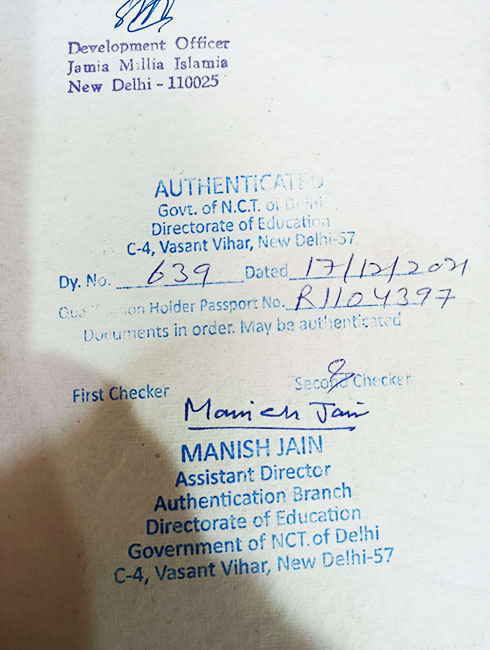 Development Officer
Jamia Millia Islamia
New Delhi - 110025
AUTHENTICATED
Govt. of N.C.T. of Delhi
Directorate of Education
C-4, Vasant Vihar, New Delhi-57
Dy. No. 639 Dated 17/12/2021
Qualification Holder Passport No. R1104397
Documents in order. May be authenticated
First Checker Second Checker
Manish Jain
MANISH JAIN
Assistant Director
Authentication Branch
Directorate of Education
Government of NCT.of Delhi
C-4, Vasant Vihar, New Delhi-57